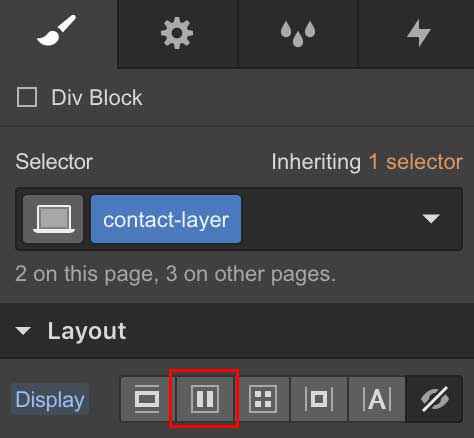 Div Block
Selector Inheriting 1 selector
contact-layer
2 on this page, 3 on other pages.
Layout
Display A